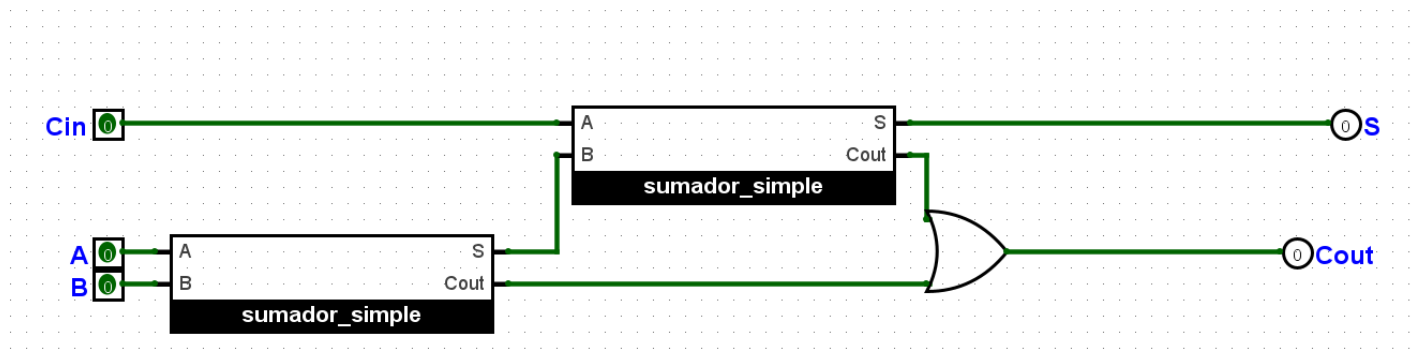 Cin 0
A S
B Cout
sumador_simple
0 S
A 0
B 0
A S
B Cout
sumador_simple
0 Cout